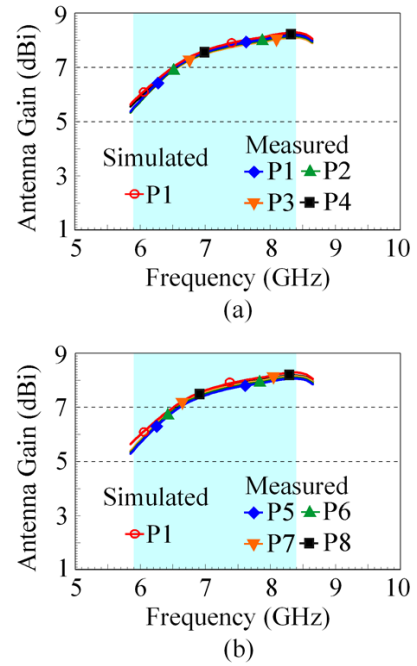 9
7
5
3
1
Antenna Gain (dBi)
Simulated
P1
Measured
P1 P2
P3 P4
5 6 7 8 9 10
Frequency (GHz)
(a)
9
7
5
3
1
Antenna Gain (dBi)
Simulated
P1
Measured
P5 P6
P7 P8
5 6 7 8 9 10
Frequency (GHz)
(b)